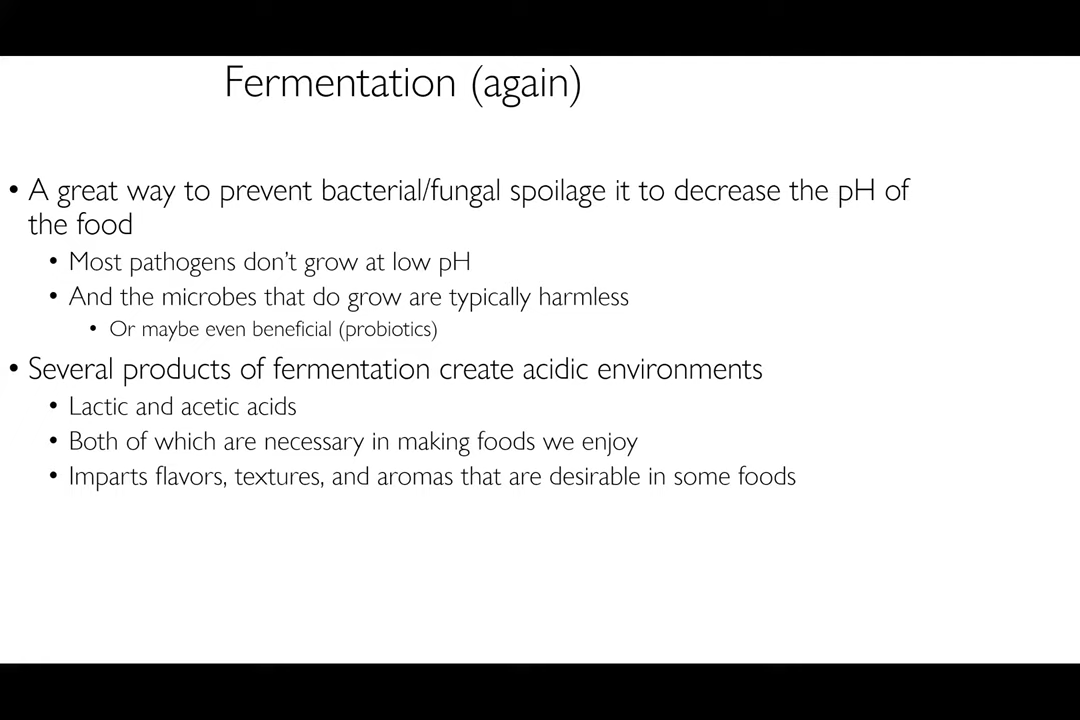 Fermentation (again)
• A great way to prevent bacterial/fungal spoilage it to decrease the pH of
the food
• Most pathogens don't grow at low pH
• And the microbes that do grow are typically harmless
• Or maybe even beneficial (probiotics)
• Several products of fermentation create acidic environments
• Lactic and acetic acids
• Both of which are necessary in making foods we enjoy
• Imparts flavors, textures, and aromas that are desirable in some foods